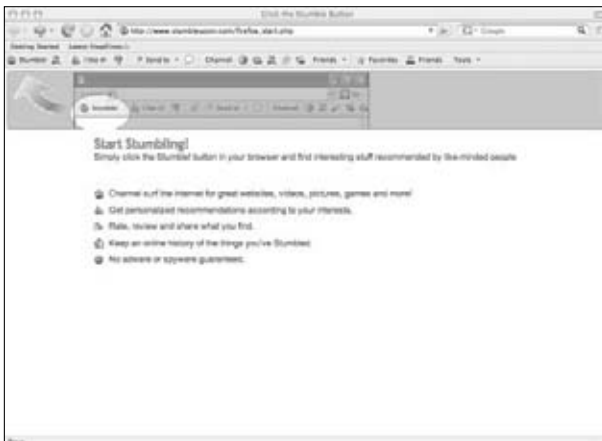 Click the Stumble Button
http://www.stumbleupon.com/firefox_start.php
Google
Getting Started Latest Headlines
Stumble! I like it! Send to Channel Friends Favorites Friends Tools
Stumble!
Start Stumbling!
Simply click the Stumble! button in your browser and find interesting stuff recommended by like-minded people
Channel surf the internet for great websites, videos, pictures, games and more!
Get personalized recommendations according to your interests.
Rate, review and share what you find.
Keep an online history of the things you've Stumbled.
No adware or spyware guaranteed.